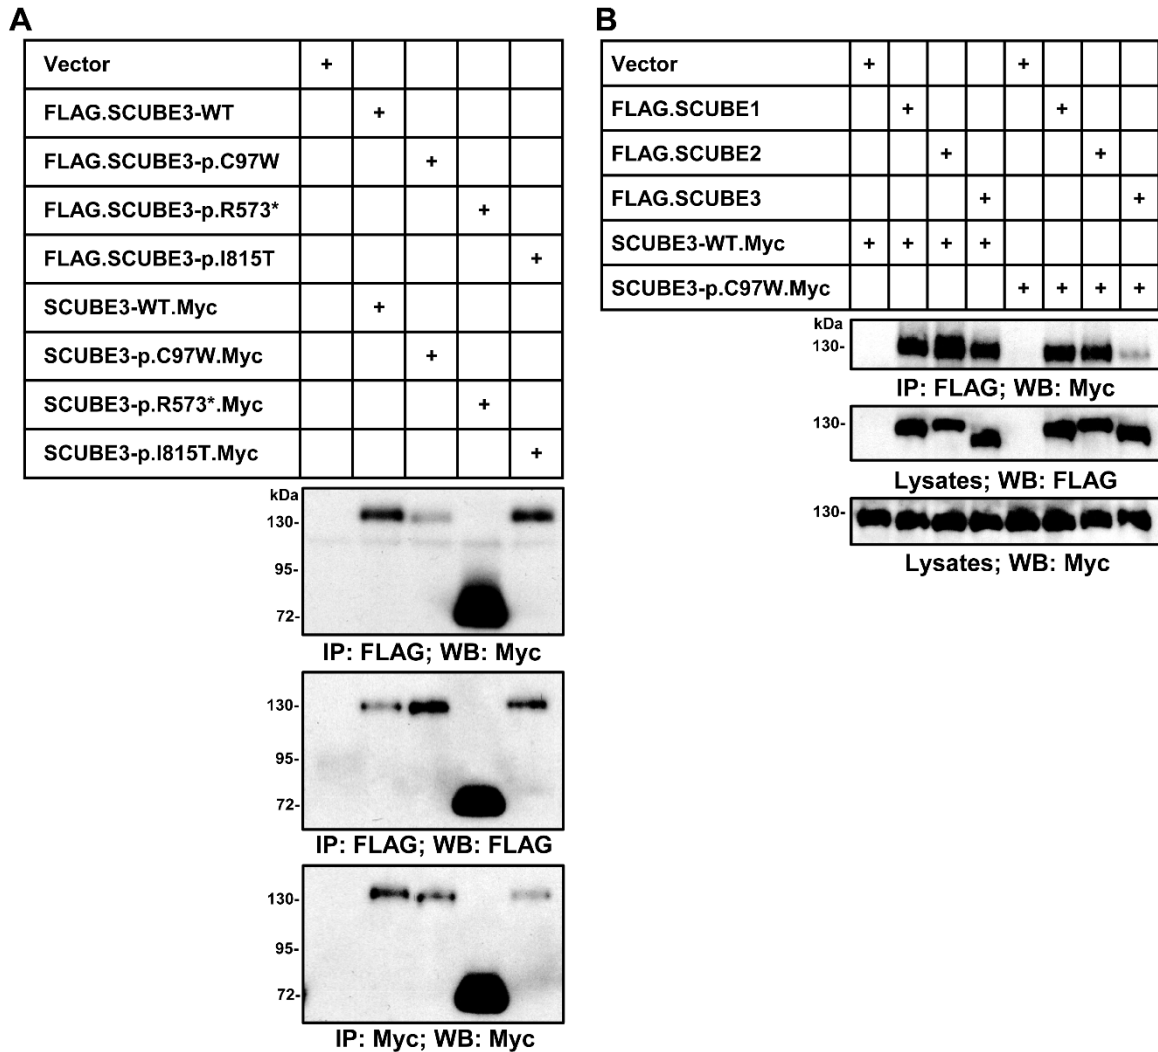 A
Vector +
FLAG.SCUBE3-WT +
FLAG.SCUBE3-p.C97W +
FLAG.SCUBE3-p.R573* +
FLAG.SCUBE3-p.I815T +
SCUBE3-WT.Myc +
SCUBE3-p.C97W.Myc +
SCUBE3-p.R573*.Myc +
SCUBE3-p.I815T.Myc +
kDa
130-
95-
72-
IP: FLAG; WB: Myc
130-
95-
72-
IP: FLAG; WB: FLAG
130-
95-
72-
IP: Myc; WB: Myc
B
Vector + +
FLAG.SCUBE1 + +
FLAG.SCUBE2 + +
FLAG.SCUBE3 + +
SCUBE3-WT.Myc + + + +
SCUBE3-p.C97W.Myc + + + +
kDa
130-
IP: FLAG; WB: Myc
130-
Lysates; WB: FLAG
130-
Lysates; WB: Myc